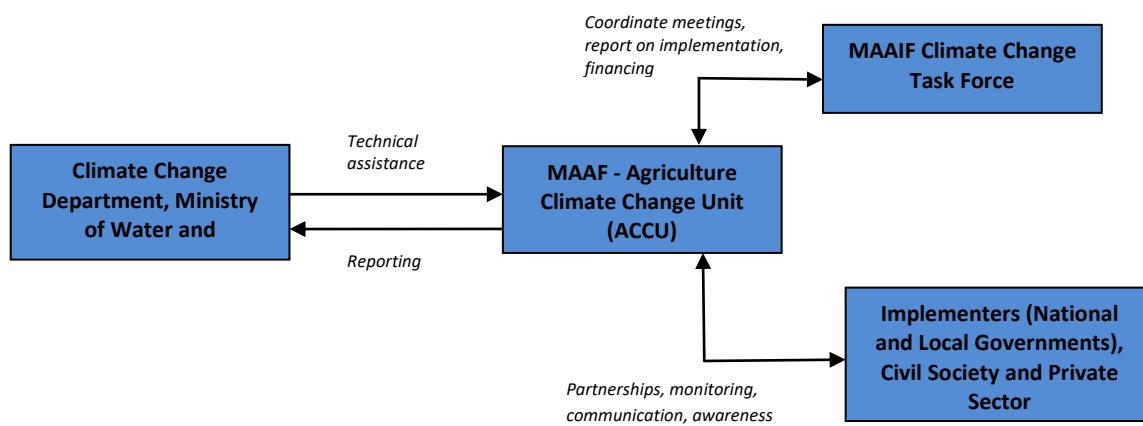 Coordinate meetings,
report on implementation,
financing
MAAIF Climate Change
Task Force
Technical
assistance
Climate Change
Department, Ministry
of Water and
MAAF - Agriculture
Climate Change Unit
(ACCU)
Reporting
Implementers (National
and Local Governments),
Civil Society and Private
Sector
Partnerships, monitoring,
communication, awareness